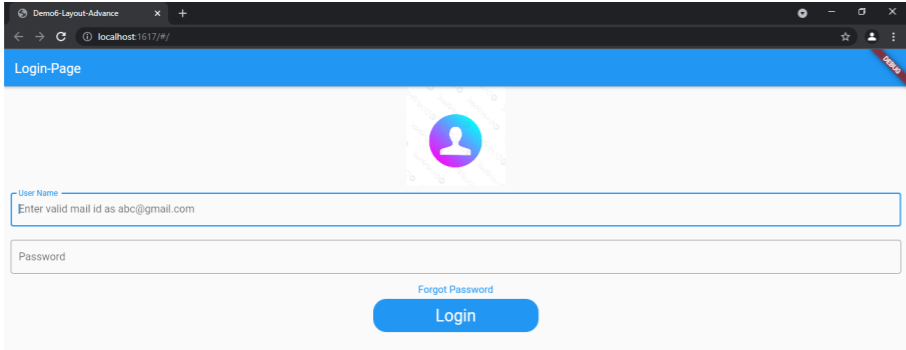 Demo6-Layout-Advance
localhost:1617/#/
Login-Page
DEBUG
User Name
Enter valid mail id as abc@gmail.com
Password
Forgot Password
Login